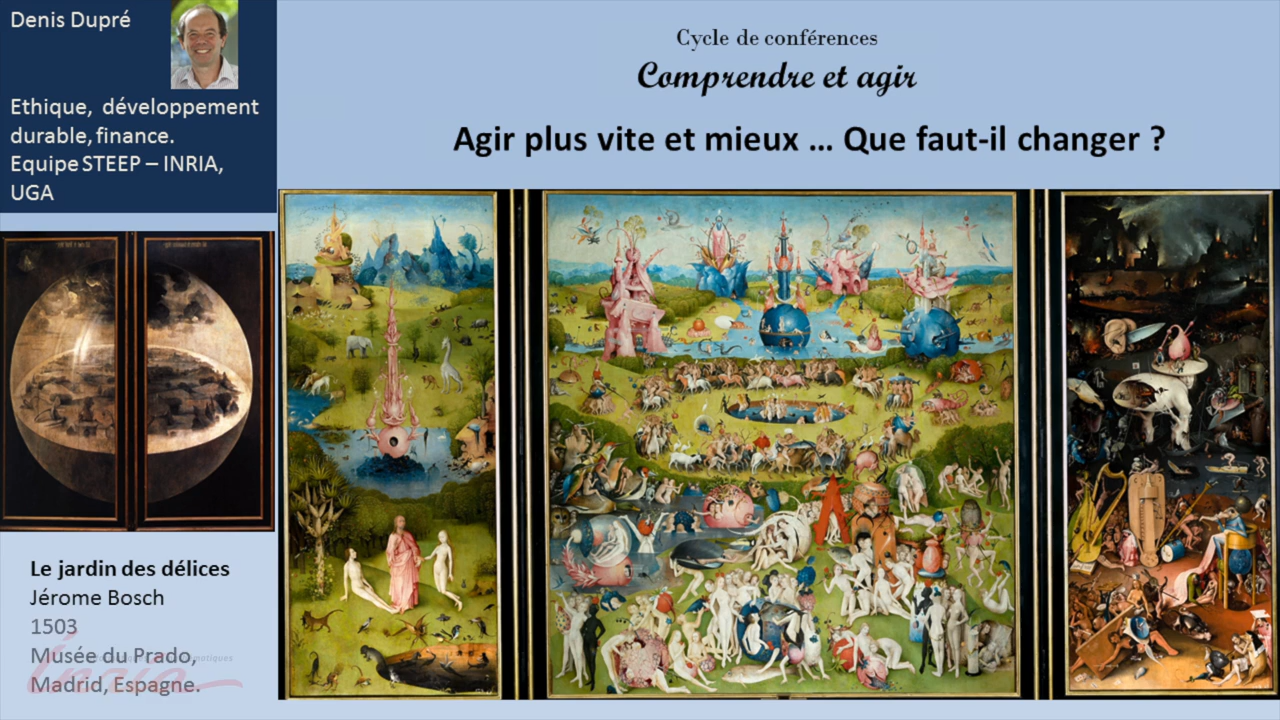 Denis Dupré
Ethique, développement
durable, finance.
Equipe STEEP – INRIA,
UGA
Cycle de conférences
Comprendre et agir
Agir plus vite et mieux ... Que faut-il changer ?
Le jardin des délices
Jérome Bosch
1503
Musée du Prado,
Madrid, Espagne.